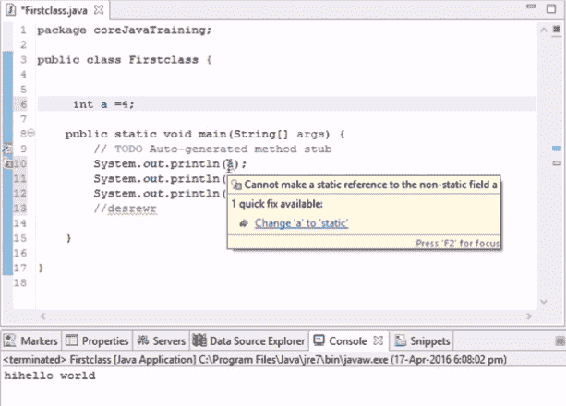 *Firstclass.java
1 package coreJavaTraining;
2
3 public class Firstclass {
4
5
6 int a =4;
7
8 public static void main(String[] args) {
9 // TODO Auto-generated method stub
10 System.out.println(a);
11 System.out.println(
12 System.out.println(
13 //desrewr
14
15 }
16
17 }
18
Cannot make a static reference to the non-static field a
1 quick fix available:
Change 'a' to 'static'
Press 'F2' for focus
Markers Properties Servers Data Source Explorer Console Snippets
<terminated> Firstclass [Java Application] C:\Program Files\Java\jre7\bin\javaw.exe (17-Apr-2016 6:08:02 pm)
hihello world